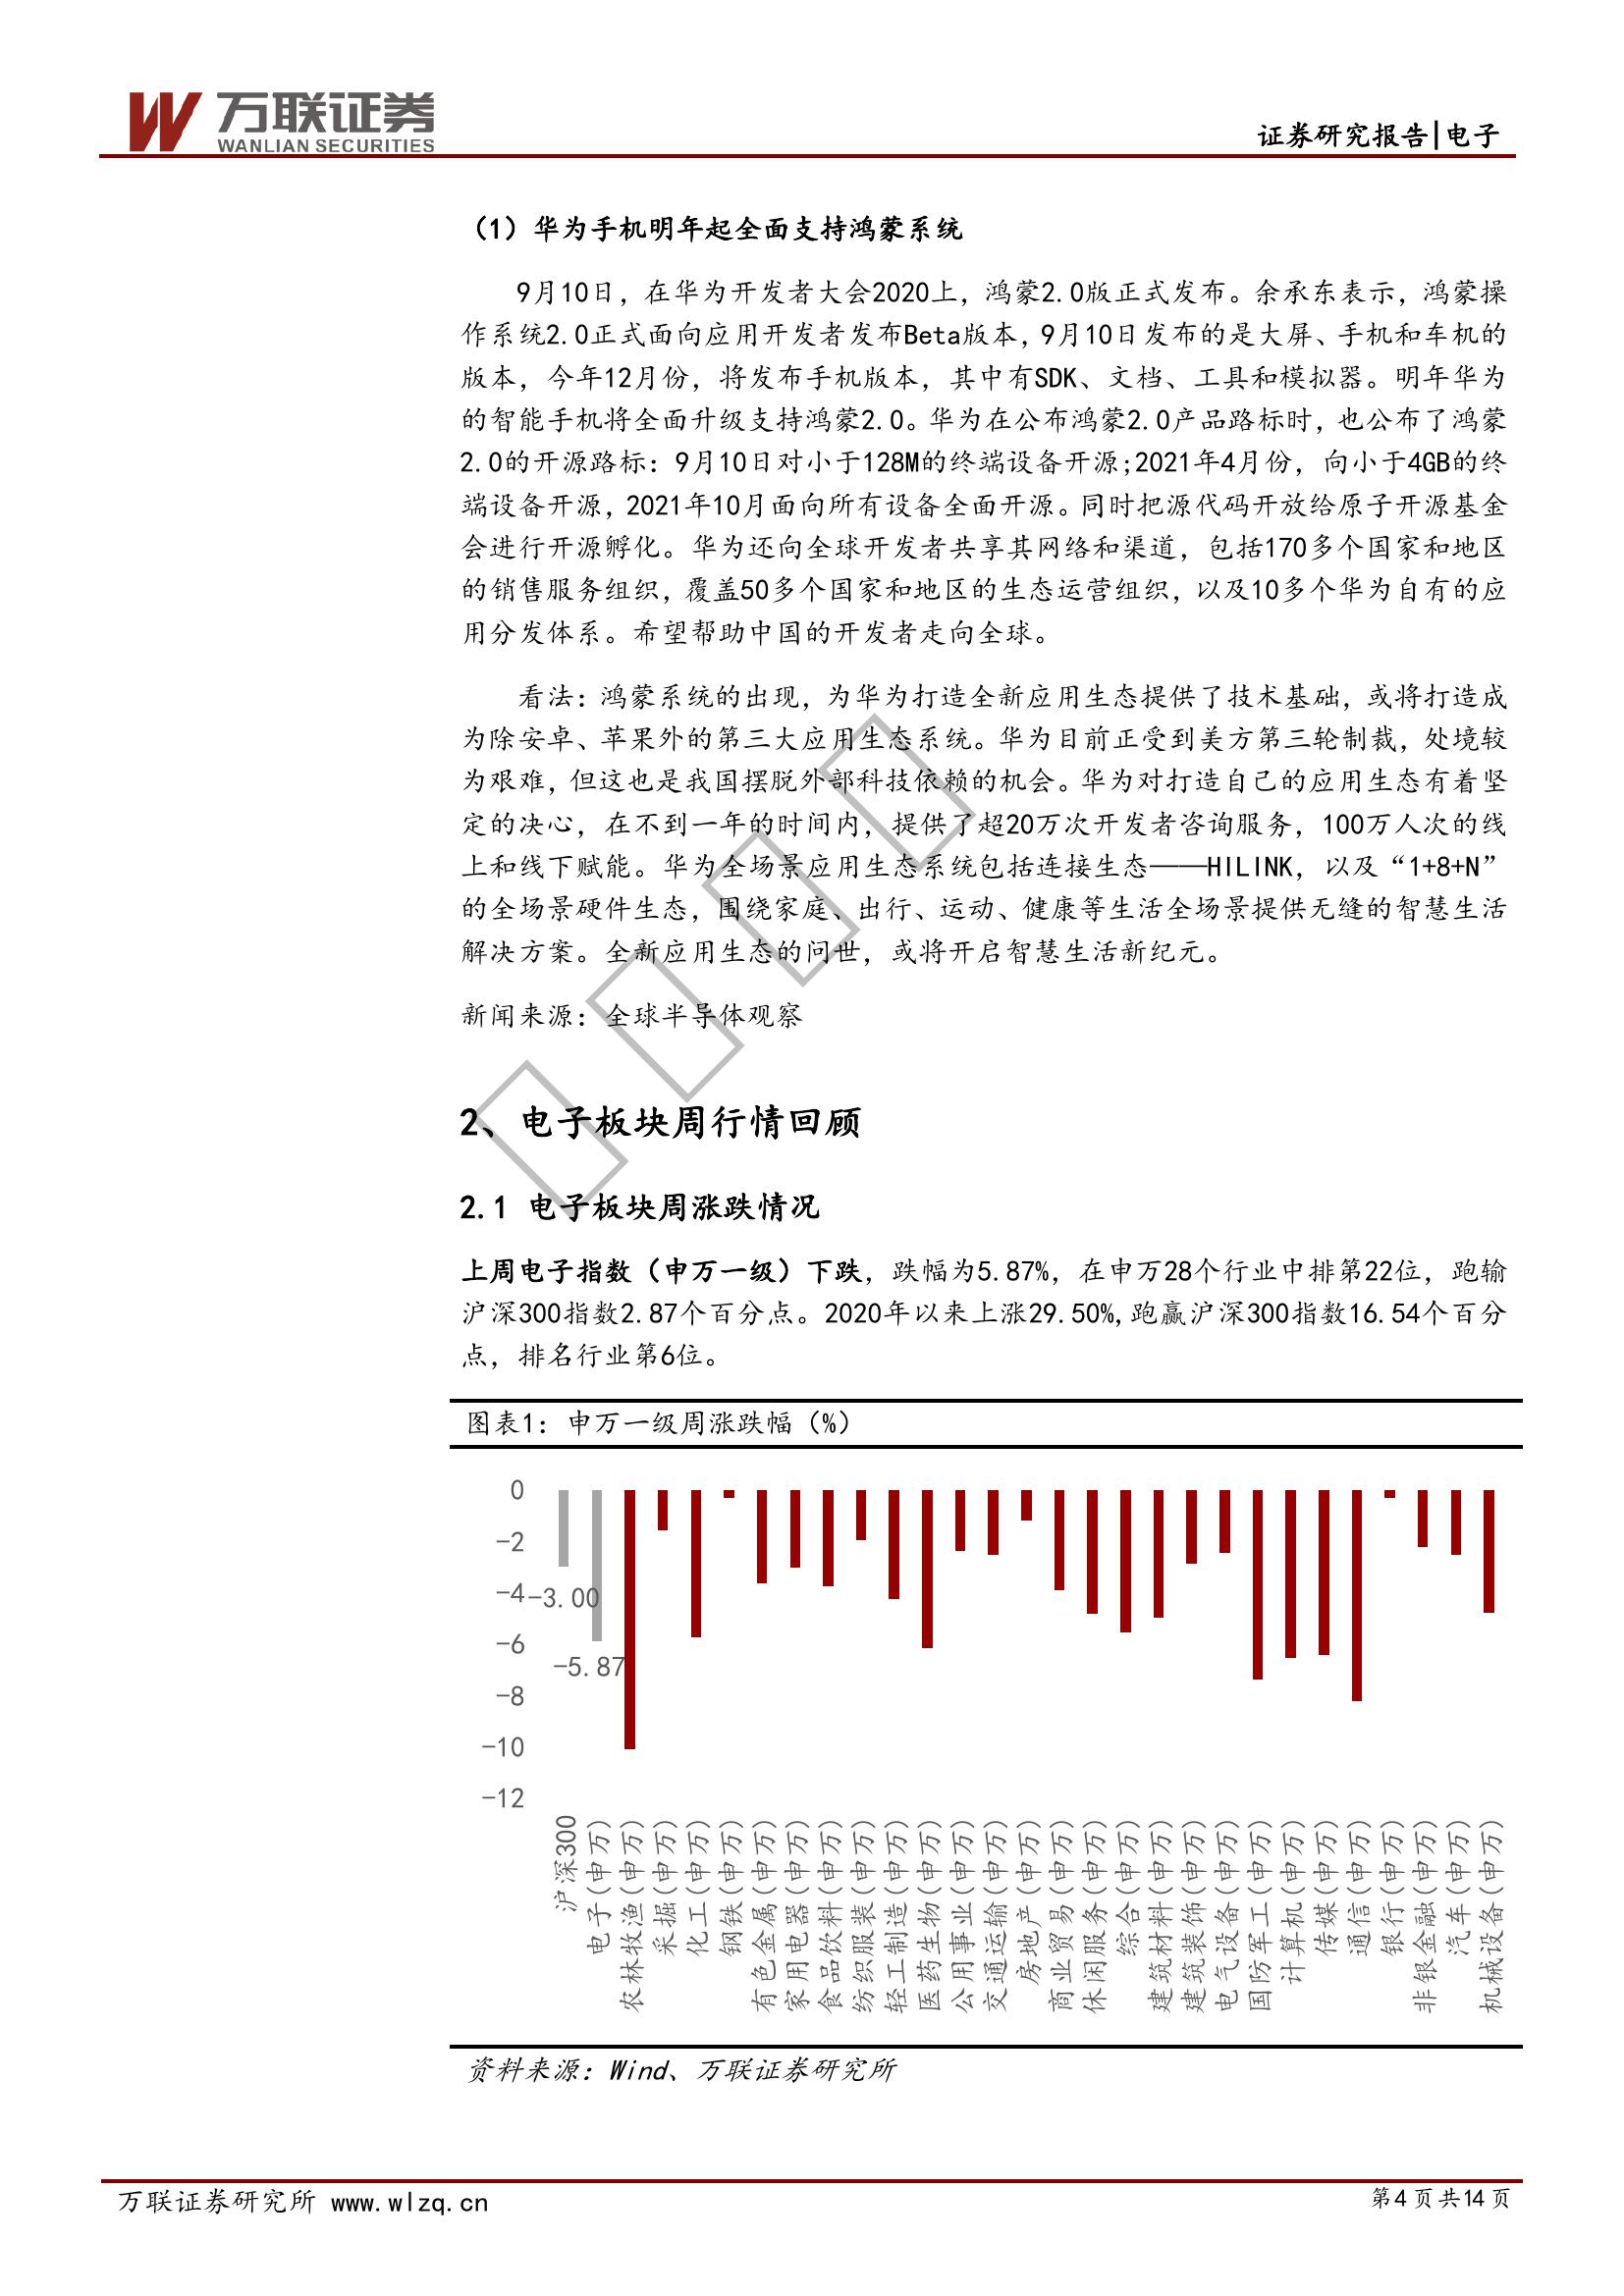 万联证券
WANLIAN SECURITIES
证券研究报告|电子
（1）华为手机明年起全面支持鸿蒙系统
9月10日，在华为开发者大会2020上，鸿蒙2.0版正式发布。余承东表示，鸿蒙操
作系统2.0正式面向应用开发者发布Beta版本，9月10日发布的是大屏、手机和车机的
版本，今年12月份，将发布手机版本，其中有SDK、文档、工具和模拟器。明年华为
的智能手机将全面升级支持鸿蒙2.0。华为在公布鸿蒙2.0产品路标时，也公布了鸿蒙
2.0的开源路标：9月10日对小于128M的终端设备开源;2021年4月份，向小于4GB的终
端设备开源，2021年10月面向所有设备全面开源。同时把源代码开放给原子开源基金
会进行开源孵化。华为还向全球开发者共享其网络和渠道，包括170多个国家和地区
的销售服务组织，覆盖50多个国家和地区的生态运营组织，以及10多个华为自有的应
用分发体系。希望帮助中国的开发者走向全球。
看法：鸿蒙系统的出现，为华为打造全新应用生态提供了技术基础，或将打造成
为除安卓、苹果外的第三大应用生态系统。华为目前正受到美方第三轮制裁，处境较
为艰难，但这也是我国摆脱外部科技依赖的机会。华为对打造自己的应用生态有着坚
定的决心，在不到一年的时间内，提供了超20万次开发者咨询服务，100万人次的线
上和线下赋能。华为全场景应用生态系统包括连接生态——HILINK，以及“1+8+N”
的全场景硬件生态，围绕家庭、出行、运动、健康等生活全场景提供无缝的智慧生活
解决方案。全新应用生态的问世，或将开启智慧生活新纪元。
新闻来源：全球半导体观察
2、电子板块周行情回顾
2.1 电子板块周涨跌情况
上周电子指数（申万一级）下跌，跌幅为5.87%，在申万28个行业中排第22位，跑输
沪深300指数2.87个百分点。2020年以来上涨29.50%,跑赢沪深300指数16.54个百分
点，排名行业第6位。
图表1：申万一级周涨跌幅（%）
0
-2
-4
-6
-8
-10
-12
-3.00
-5.87
沪深300
电子(申万)
农林牧渔(申万)
采掘(申万)
化工(申万)
钢铁(申万)
有色金属(申万)
家用电器(申万)
食品饮料(申万)
纺织服装(申万)
轻工制造(申万)
医药生物(申万)
公用事业(申万)
交通运输(申万)
房地产(申万)
商业贸易(申万)
休闲服务(申万)
综合(申万)
建筑材料(申万)
建筑装饰(申万)
电气设备(申万)
国防军工(申万)
计算机(申万)
传媒(申万)
通信(申万)
银行(申万)
非银金融(申万)
汽车(申万)
机械设备(申万)
资料来源：Wind、万联证券研究所
万联证券研究所 www.wlzq.cn
第4页共14页